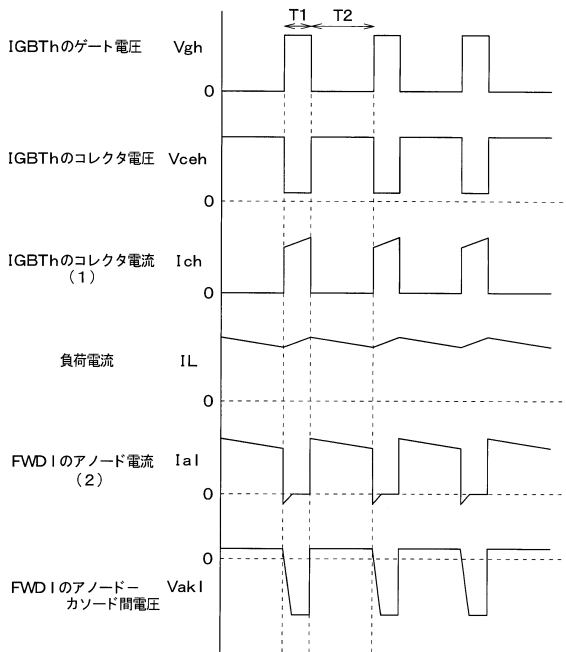 T1 T2
IGBThのゲート電圧 Vgh
0
IGBThのコレクタ電圧 Vceh
0
IGBThのコレクタ電流 Ich
(1)
0
負荷電流 IL
0
FWDlのアノード電流 Ial
(2)
0
0
FWDlのアノードー Vakl
カソード間電圧